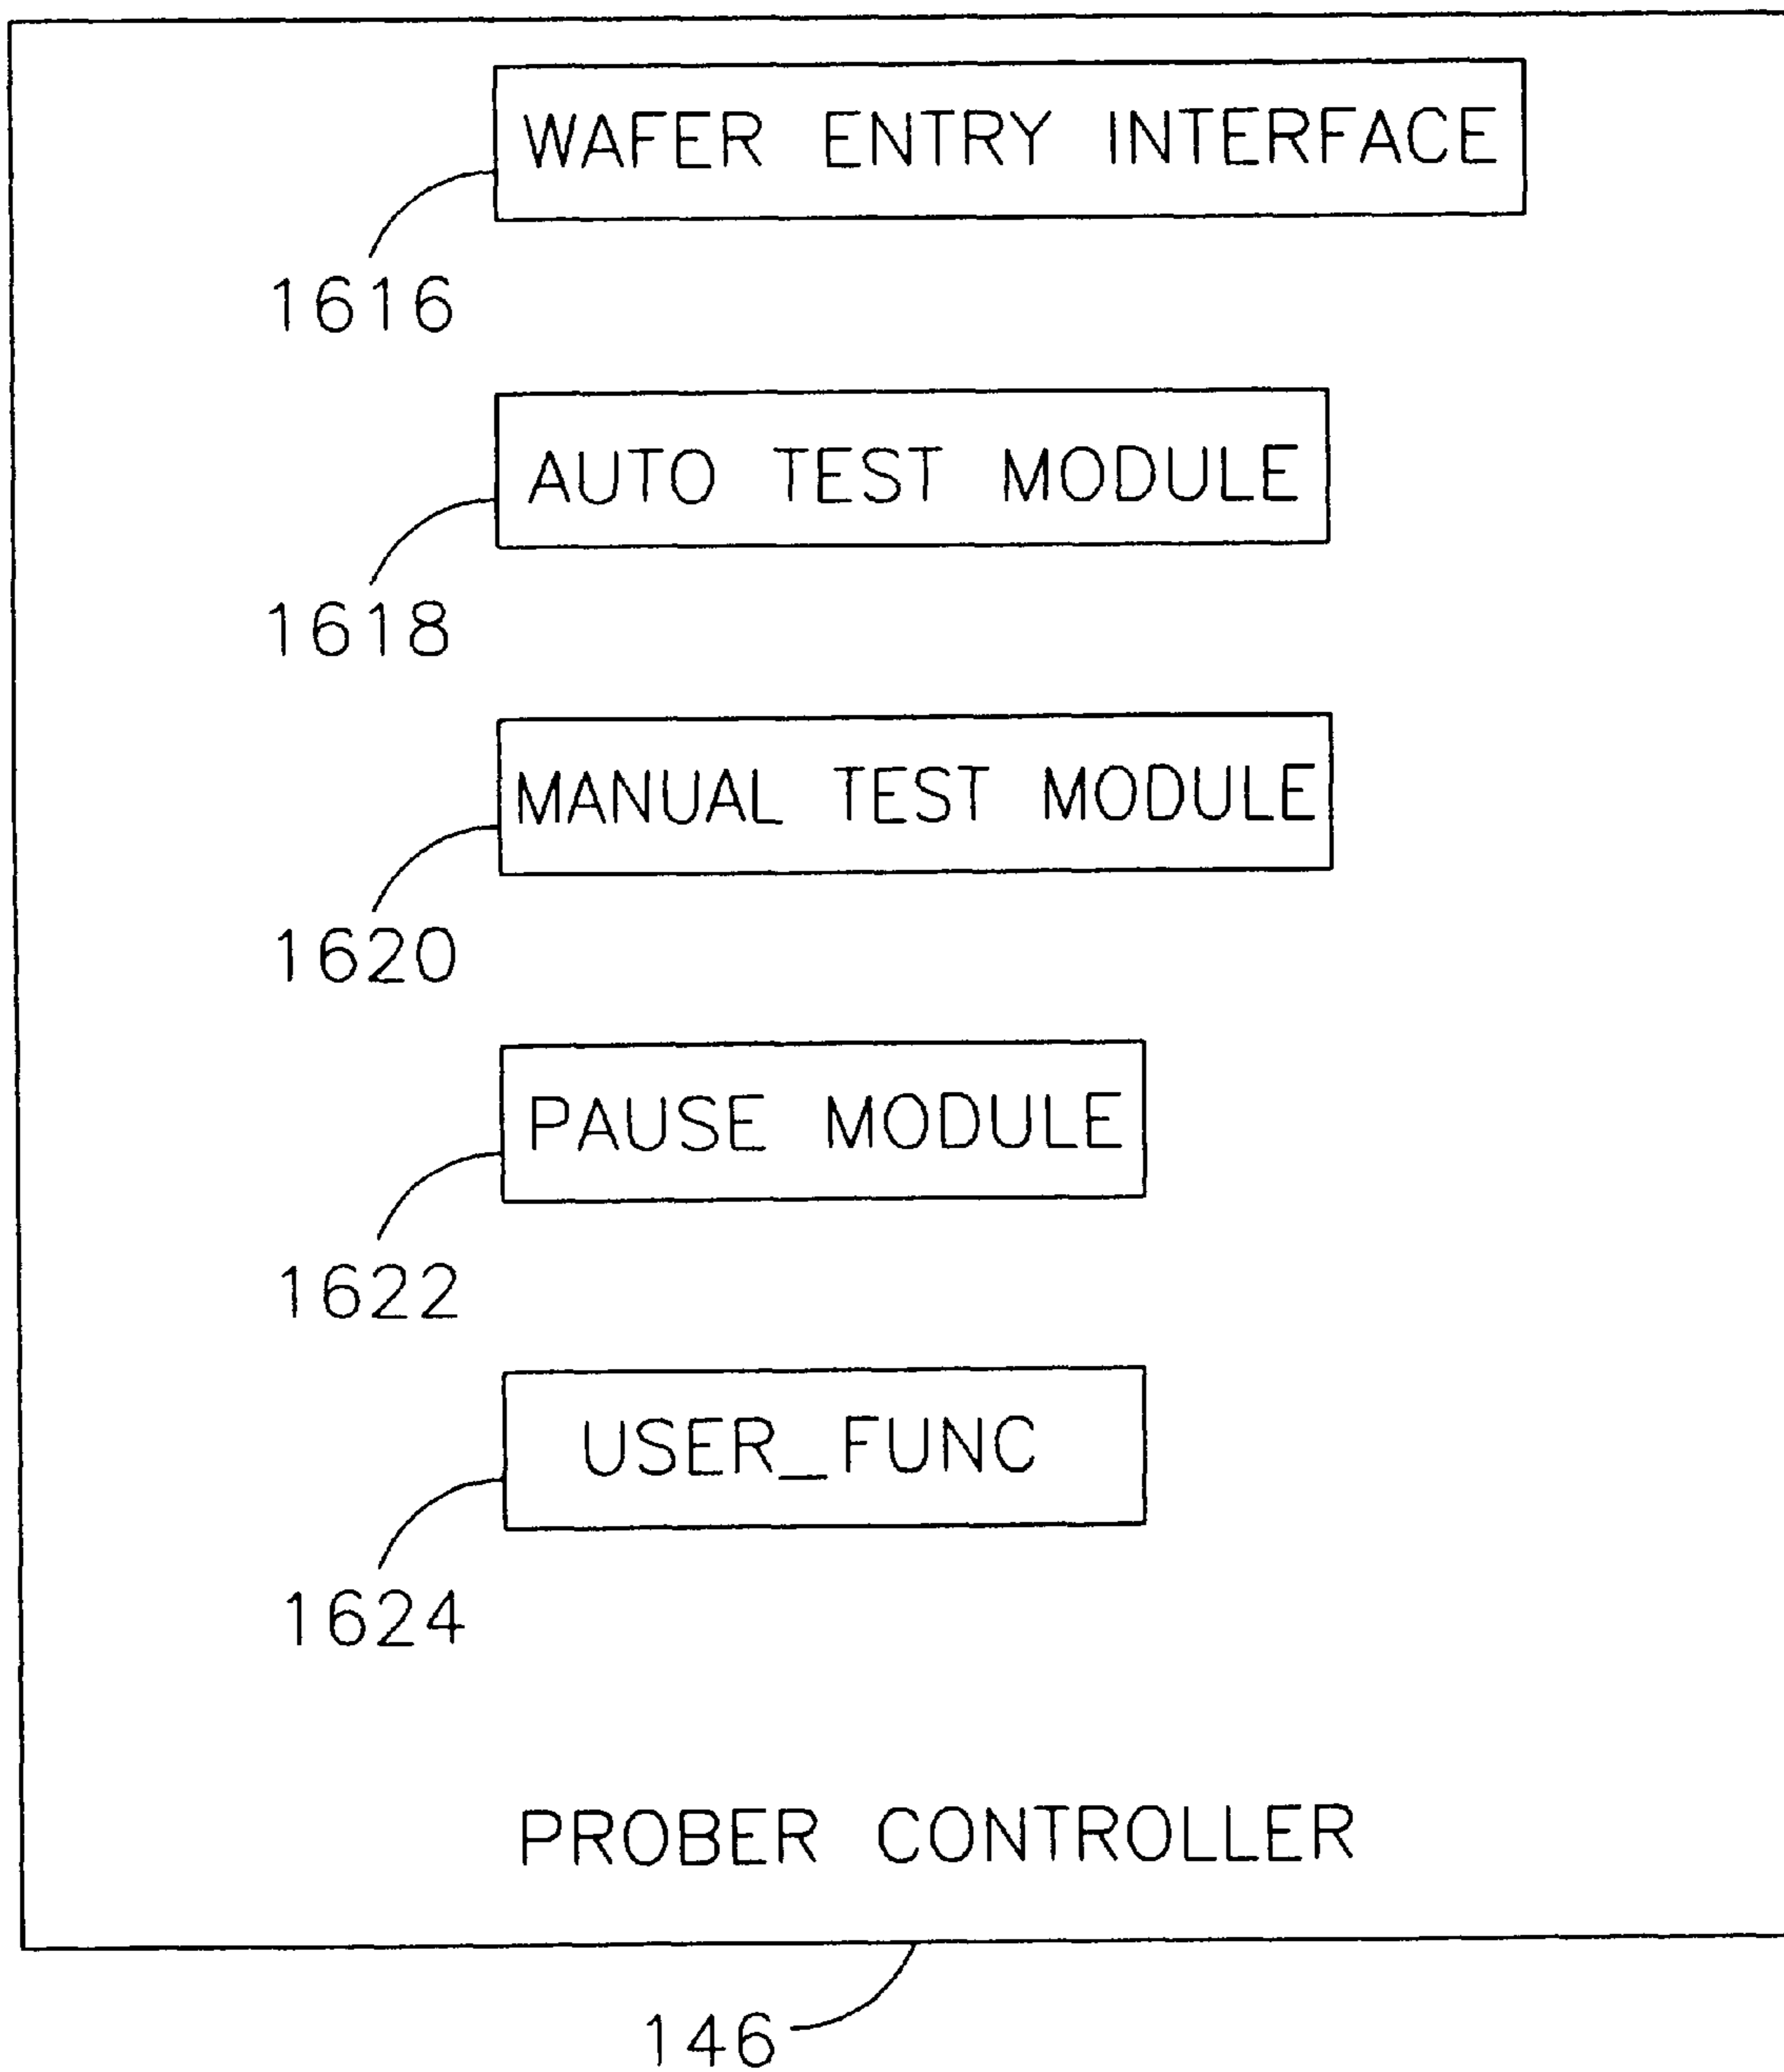 WAFER ENTRY INTERFACE
1616
AUTO TEST MODULE
1618
MANUAL TEST MODULE
1620
PAUSE MODULE
1622
USER_FUNC
1624
PROBER CONTROLLER
146